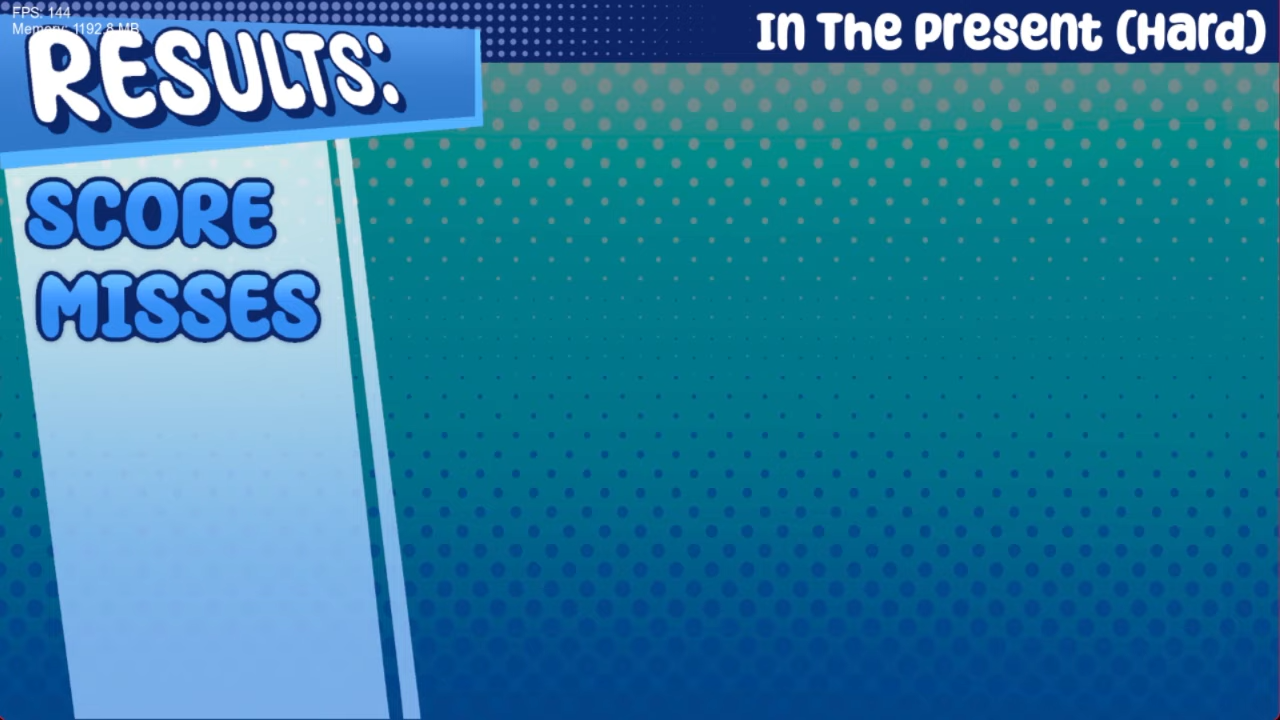 FPS: 144
Memory: 1192.8 MB
In The Present (Hard)
RESULTS:
SCORE
MISSES